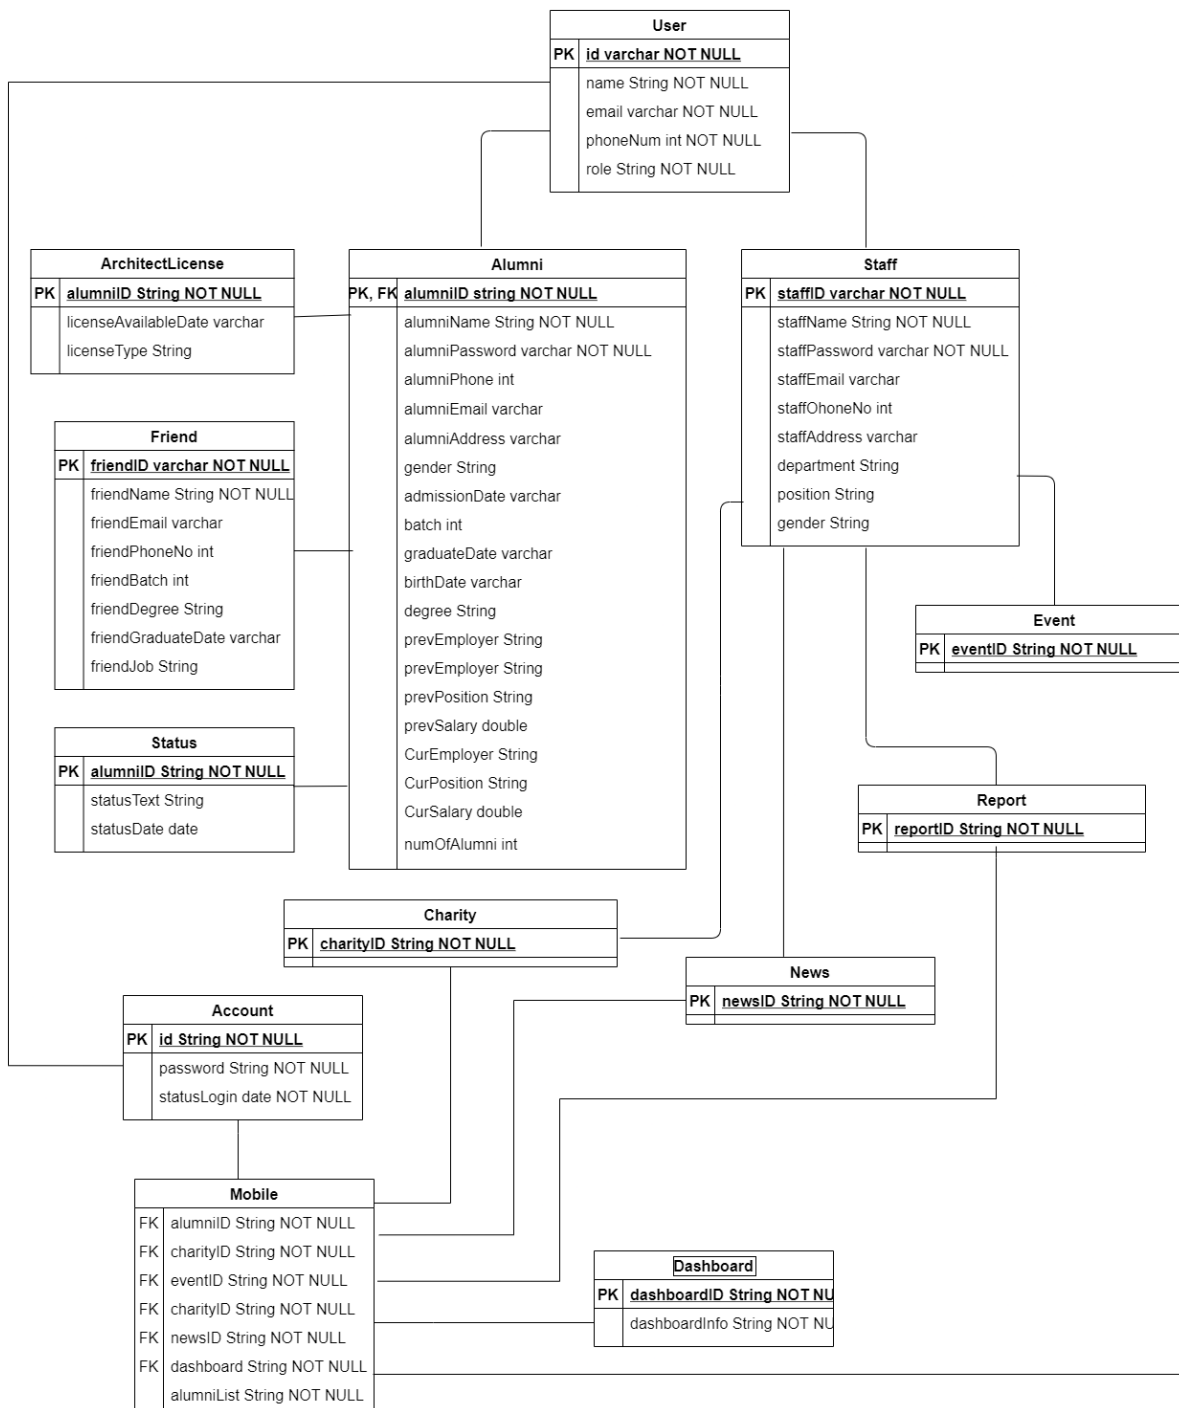 User
PK id varchar NOT NULL
name String NOT NULL
email varchar NOT NULL
phoneNum int NOT NULL
role String NOT NULL
ArchitectLicense
PK alumniID String NOT NULL
licenseAvailableDate varchar
licenseType String
Alumni
PK, FK alumniID string NOT NULL
alumniName String NOT NULL
alumniPassword varchar NOT NULL
alumniPhone int
alumniEmail varchar
alumniAddress varchar
gender String
admissionDate varchar
batch int
graduateDate varchar
birthDate varchar
degree String
prevEmployer String
prevEmployer String
prevPosition String
prevSalary double
CurEmployer String
CurPosition String
CurSalary double
numOfAlumni int
Staff
PK staffID varchar NOT NULL
staffName String NOT NULL
staffPassword varchar NOT NULL
staffEmail varchar
staffOhoneNo int
staffAddress varchar
department String
position String
gender String
Friend
PK friendID varchar NOT NULL
friendName String NOT NULL
friendEmail varchar
friendPhoneNo int
friendBatch int
friendDegree String
friendGraduateDate varchar
friendJob String
Event
PK eventID String NOT NULL
Status
PK alumniID String NOT NULL
statusText String
statusDate date
Report
PK reportID String NOT NULL
Charity
PK charityID String NOT NULL
News
PK newsID String NOT NULL
Account
PK id String NOT NULL
password String NOT NULL
statusLogin date NOT NULL
Mobile
FK alumniID String NOT NULL
FK charityID String NOT NULL
FK eventID String NOT NULL
FK charityID String NOT NULL
FK newsID String NOT NULL
FK dashboard String NOT NULL
alumniList String NOT NULL
Dashboard
PK dashboardID String NOT NU
dashboardInfo String NOT NU